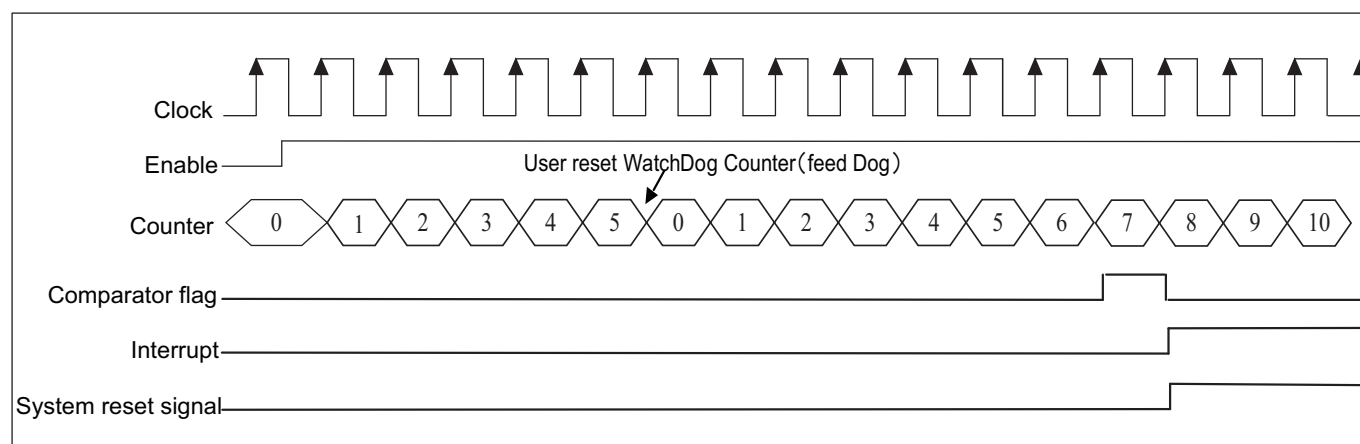 Clock
Enable
User reset WatchDog Counter(feed Dog)
Counter 0 1 2 3 4 5 0 1 2 3 4 5 6 7 8 9 10
Comparator flag
Interrupt
System reset signal